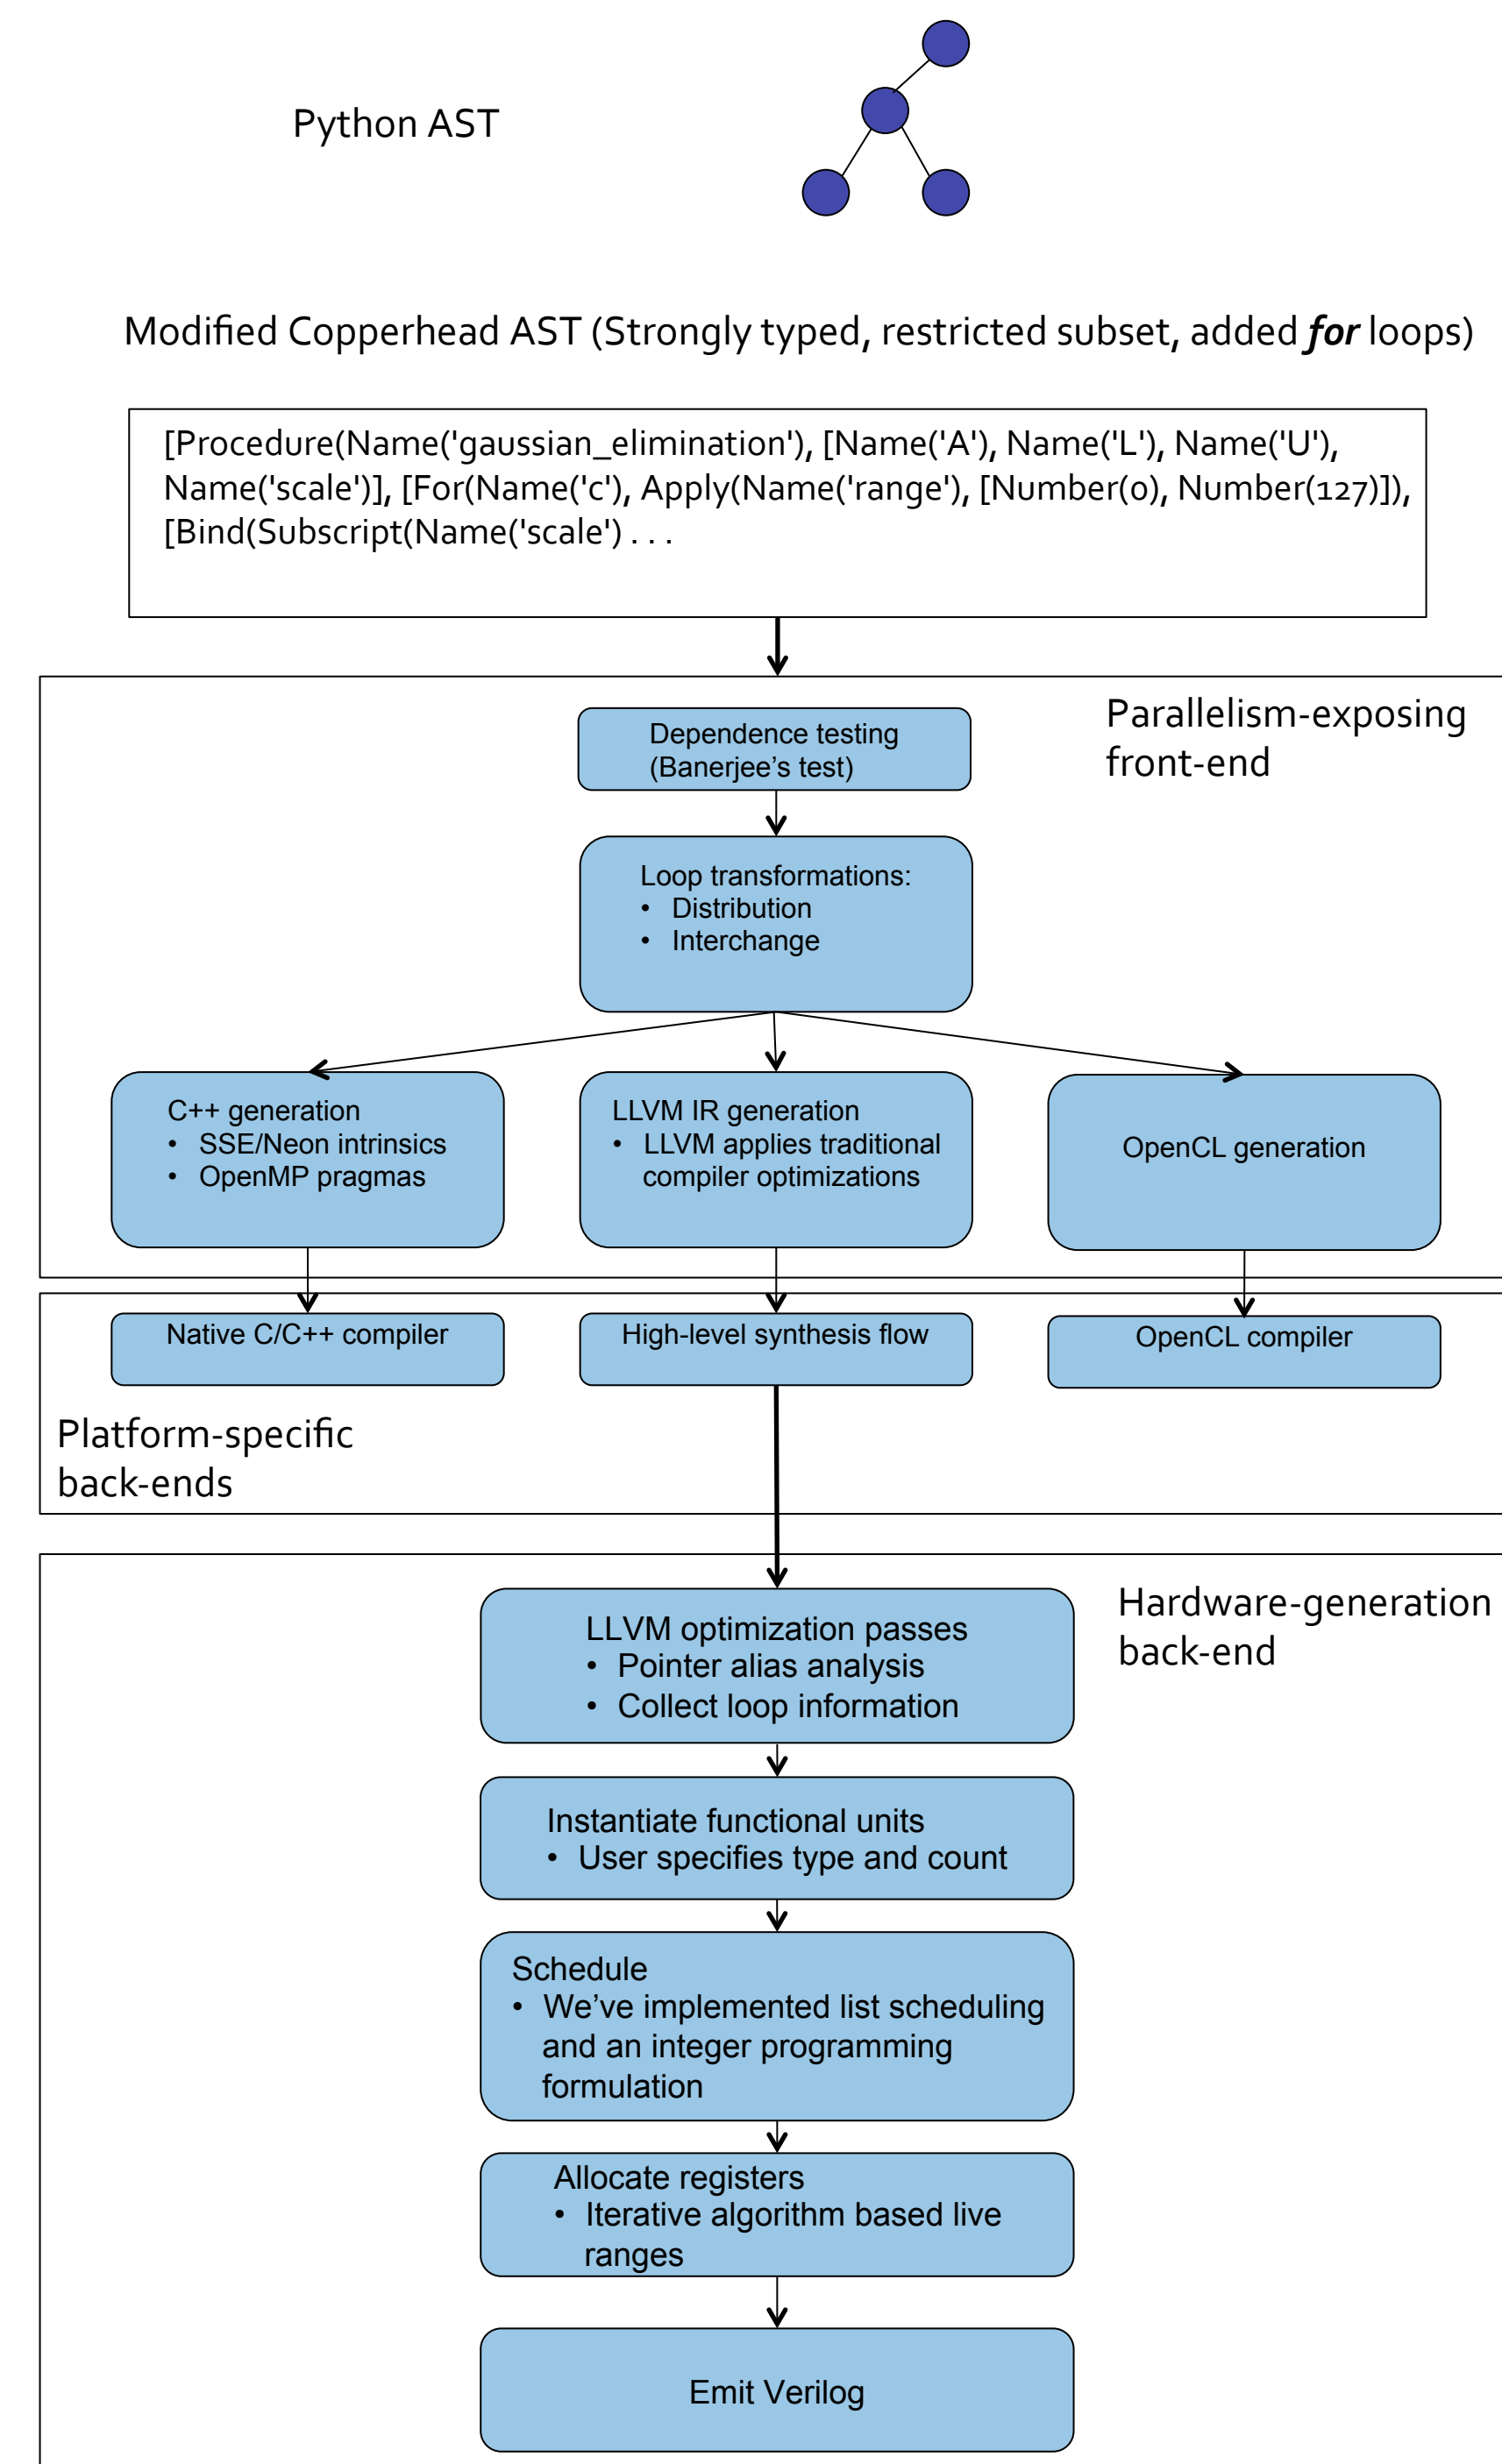 Python AST
Modified Copperhead AST (Strongly typed, restricted subset, added for loops)
[Procedure(Name('gaussian_elimination'), [Name('A'), Name('L'), Name('U'),
Name('scale')], [For(Name('c'), Apply(Name('range'), [Number(0), Number(127)]),
[Bind(Subscript(Name('scale') . . .
Parallelism-exposing
front-end
Dependence testing
(Banerjee’s test)
Loop transformations:
• Distribution
• Interchange
C++ generation
• SSE/Neon intrinsics
• OpenMP pragmas
LLVM IR generation
• LLVM applies traditional
compiler optimizations
OpenCL generation
Native C/C++ compiler
High-level synthesis flow
OpenCL compiler
Platform-specific
back-ends
Hardware-generation
back-end
LLVM optimization passes
• Pointer alias analysis
• Collect loop information
Instantiate functional units
• User specifies type and count
Schedule
• We’ve implemented list scheduling
and an integer programming
formulation
Allocate registers
• Iterative algorithm based live
ranges
Emit Verilog